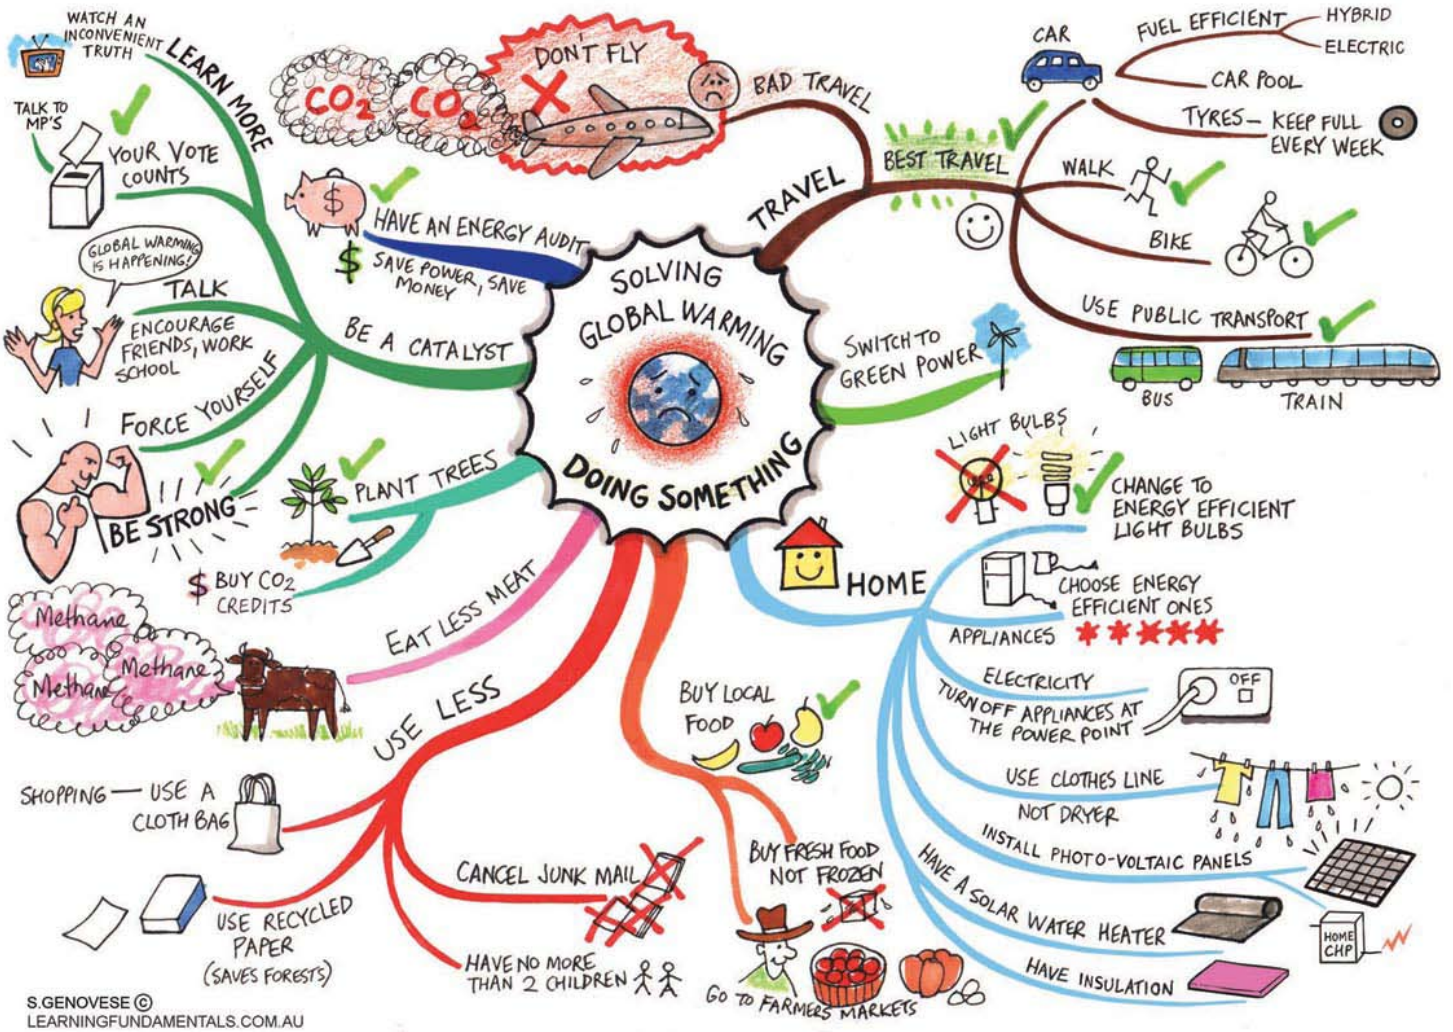 SOLVING
GLOBAL WARMING
DOING SOMETHING
WATCH AN
INCONVENIENT
TRUTH
LEARN MORE
TALK TO
MP'S
YOUR VOTE
COUNTS
GLOBAL WARMING
IS HAPPENING!
TALK
ENCOURAGE
FRIENDS, WORK
SCHOOL
BE A CATALYST
FORCE YOURSELF
BE STRONG
HAVE AN ENERGY AUDIT
$
$
SAVE POWER, SAVE
MONEY
CO2
CO2
DON'T FLY
BAD TRAVEL
TRAVEL
BEST TRAVEL
CAR
FUEL EFFICIENT
HYBRID
ELECTRIC
CAR POOL
TYRES — KEEP FULL
EVERY WEEK
WALK
BIKE
USE PUBLIC TRANSPORT
BUS
TRAIN
SWITCH TO
GREEN POWER
LIGHT BULBS
CHANGE TO
ENERGY EFFICIENT
LIGHT BULBS
HOME
CHOOSE ENERGY
EFFICIENT ONES
APPLIANCES
ELECTRICITY
OFF
TURN OFF APPLIANCES AT
THE POWER POINT
USE CLOTHES LINE
NOT DRYER
INSTALL PHOTO-VOLTAIC PANELS
HOME
CHP
HAVE A SOLAR WATER HEATER
HAVE INSULATION
BUY LOCAL
FOOD
BUY FRESH FOOD
NOT FROZEN
GO TO FARMERS MARKETS
USE LESS
SHOPPING — USE A
CLOTH BAG
USE RECYCLED
PAPER
(SAVES FORESTS)
CANCEL JUNK MAIL
HAVE NO MORE
THAN 2 CHILDREN
EAT LESS MEAT
Methane
Methane
Methane
PLANT TREES
$ BUY CO2
CREDITS
S.GENOVESE ©
LEARNINGFUNDAMENTALS.COM.AU